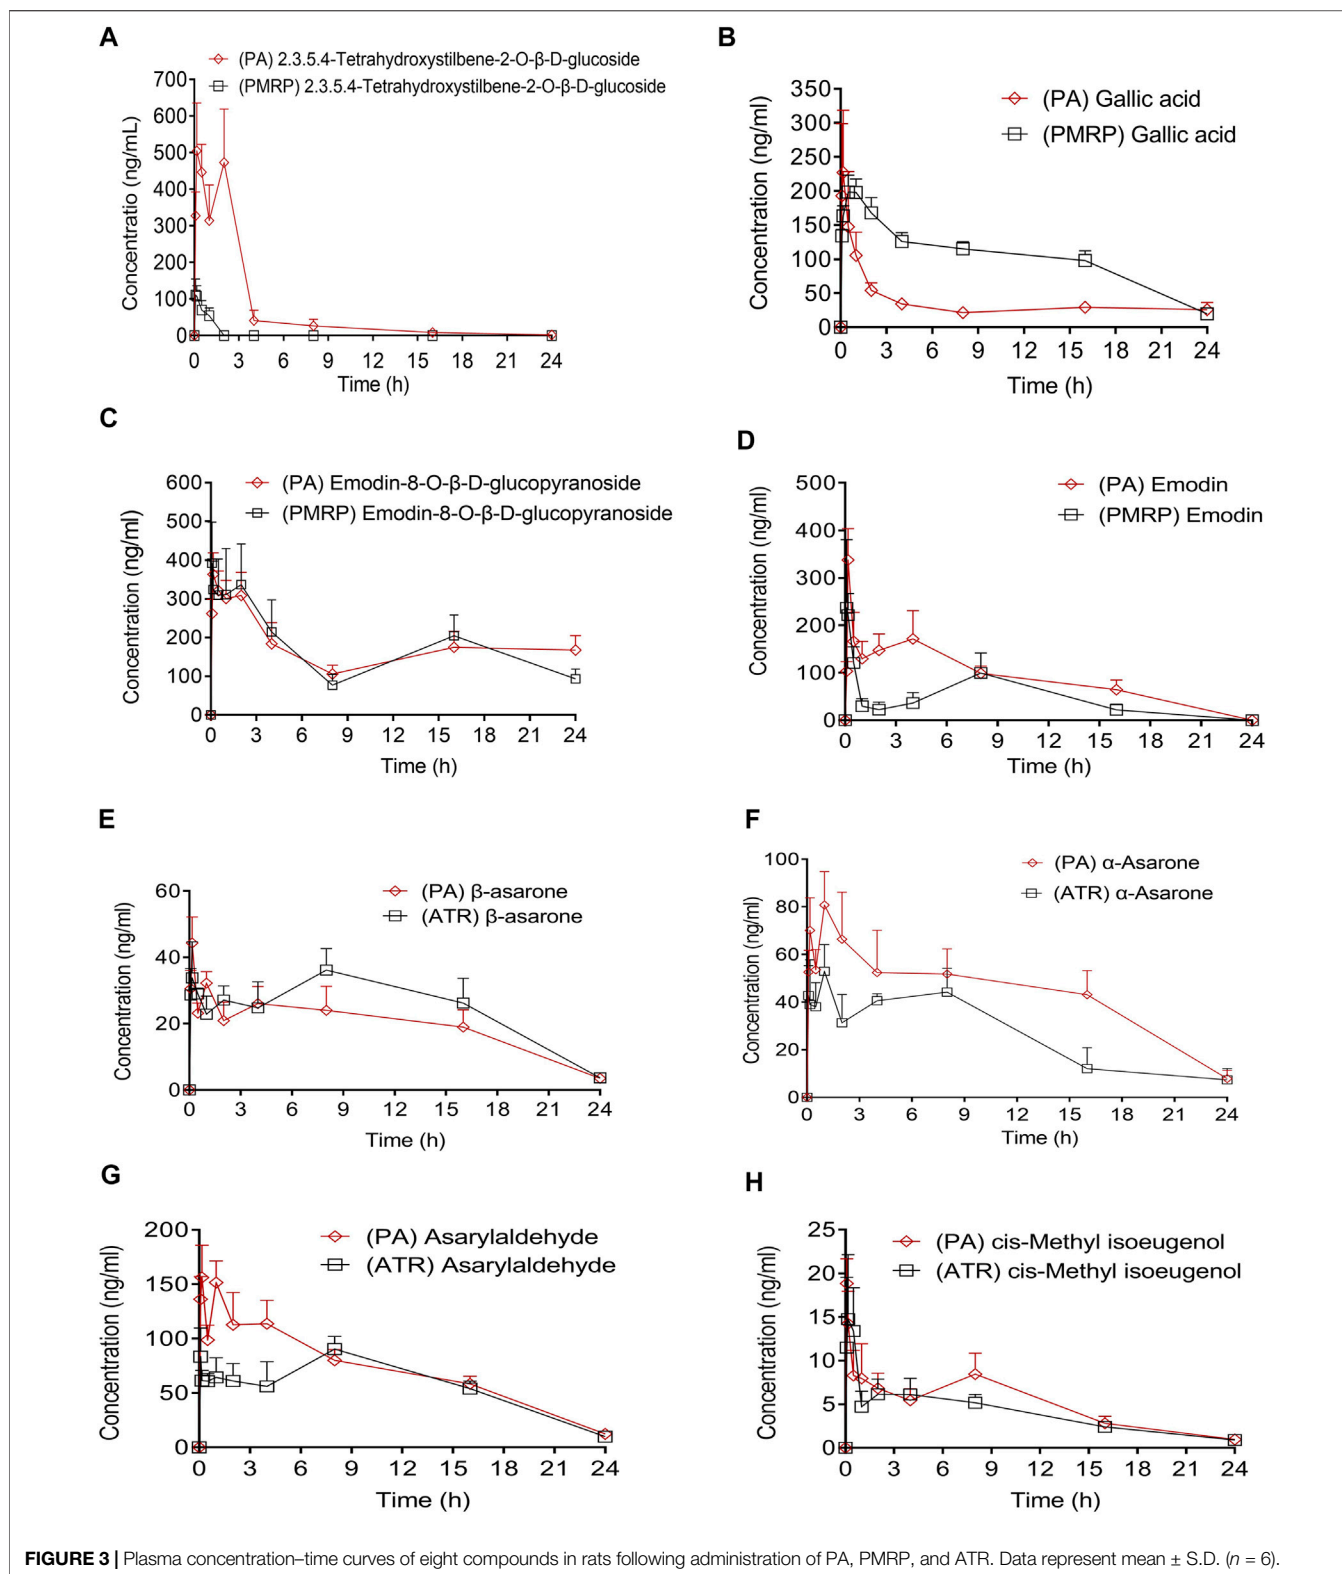 A
(PA) 2.3.5.4-Tetrahydroxystilbene-2-O-β-D-glucoside
(PMRP) 2.3.5.4-Tetrahydroxystilbene-2-O-β-D-glucoside
700
600
500
400
300
200
100
0
Concentratio (ng/mL)
0 3 6 9 12 15 18 21 24
Time (h)
B
(PA) Gallic acid
(PMRP) Gallic acid
350
300
250
200
150
100
50
0
Concentration (ng/ml)
0 3 6 9 12 15 18 21 24
Time (h)
C
(PA) Emodin-8-O-β-D-glucopyranoside
(PMRP) Emodin-8-O-β-D-glucopyranoside
600
500
400
300
200
100
0
Concentration (ng/ml)
0 3 6 9 12 15 18 21 24
Time (h)
D
(PA) Emodin
(PMRP) Emodin
500
400
300
200
100
0
Concentration (ng/ml)
0 3 6 9 12 15 18 21 24
Time (h)
E
(PA) β-asarone
(ATR) β-asarone
60
40
20
0
Concentration (ng/ml)
0 3 6 9 12 15 18 21 24
Time (h)
F
(PA) α-Asarone
(ATR) α-Asarone
100
80
60
40
20
0
Concentration (ng/ml)
0 3 6 9 12 15 18 21 24
Time (h)
G
(PA) Asarylaldehyde
(ATR) Asarylaldehyde
200
150
100
50
0
Concentration (ng/ml)
0 3 6 9 12 15 18 21 24
Time (h)
H
(PA) cis-Methyl isoeugenol
(ATR) cis-Methyl isoeugenol
25
20
15
10
5
0
Concentration (ng/ml)
0 3 6 9 12 15 18 21 24
Time (h)
FIGURE 3 | Plasma concentration–time curves of eight compounds in rats following administration of PA, PMRP, and ATR. Data represent mean ± S.D. (n = 6).